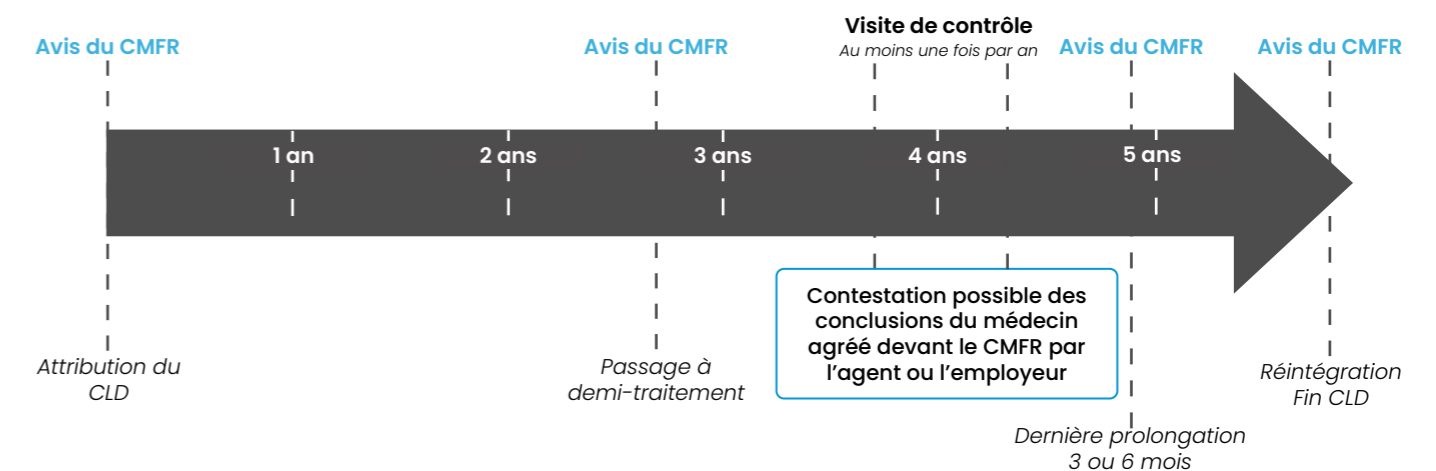 Avis du CMFR
Avis du CMFR
Visite de contrôle
Au moins une fois par an
Avis du CMFR
Avis du CMFR
1 an
2 ans
3 ans
4 ans
5 ans
Attribution du
CLD
Passage à
demi-traitement
Contestation possible des
conclusions du médecin
agréé devant le CMFR par
l'agent ou l'employeur
Dernière prolongation
3 ou 6 mois
Réintégration
Fin CLD